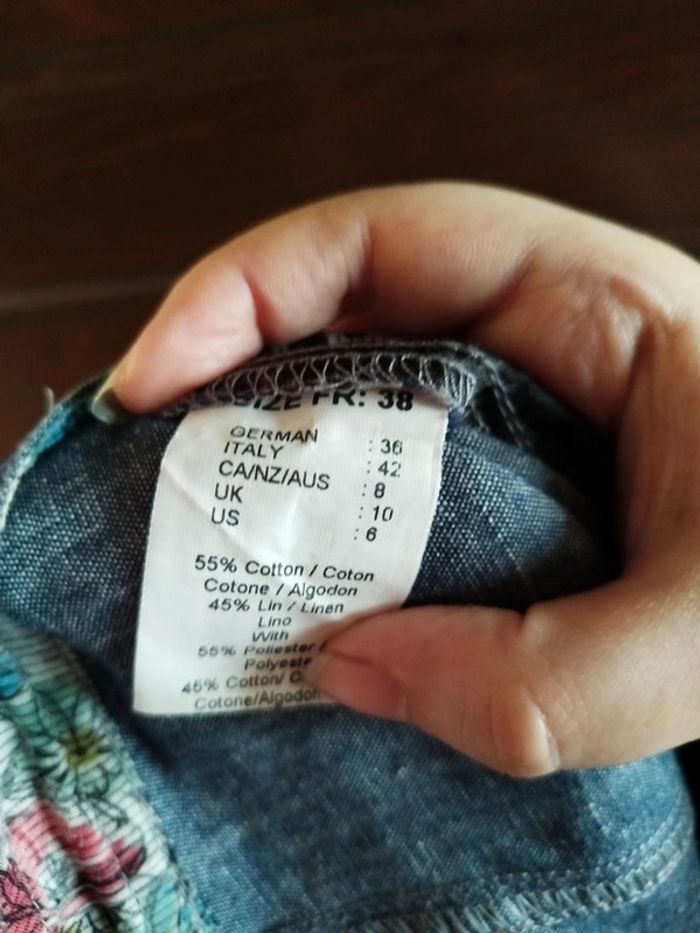 SIZE FR: 38
GERMAN : 36
ITALY : 42
CA/NZ/AUS : 8
UK : 10
US : 6
55% Cotton / Coton
Cotone / Algodon
45% Lin / Linen
Lino
With
55% Poliester /
Polyeste
45% Cotton/ C
Cotone/Algodon